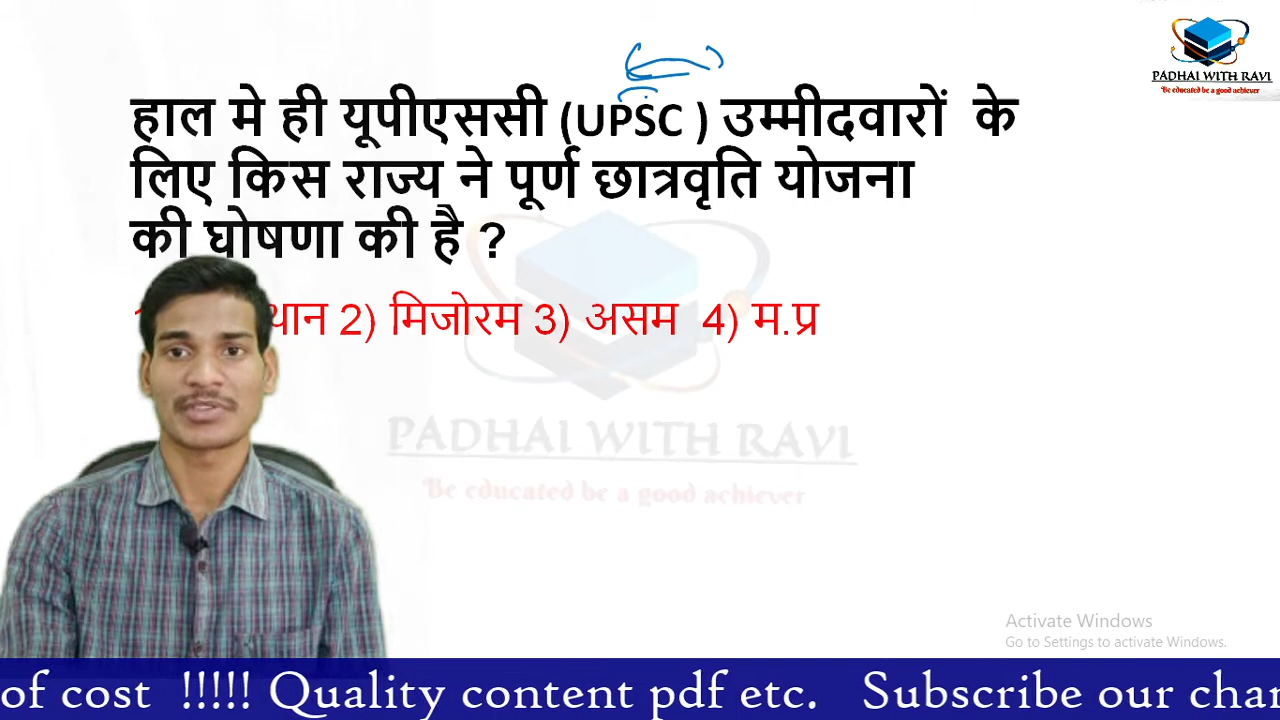 PADHAI WITH RAVI
Be educated be a good achiever
हाल मे ही यूपीएससी (UPSC ) उम्मीदवारों के
लिए किस राज्य ने पूर्ण छात्रवृति योजना
की घोषणा की है ?
2) मिजोरम 3) असम 4) म.प्र
PADHAI WITH RAVI
Be educated be a good achiever
Activate Windows
Go to Settings to activate Windows.
of cost !!!!! Quality content pdf etc. Subscribe our